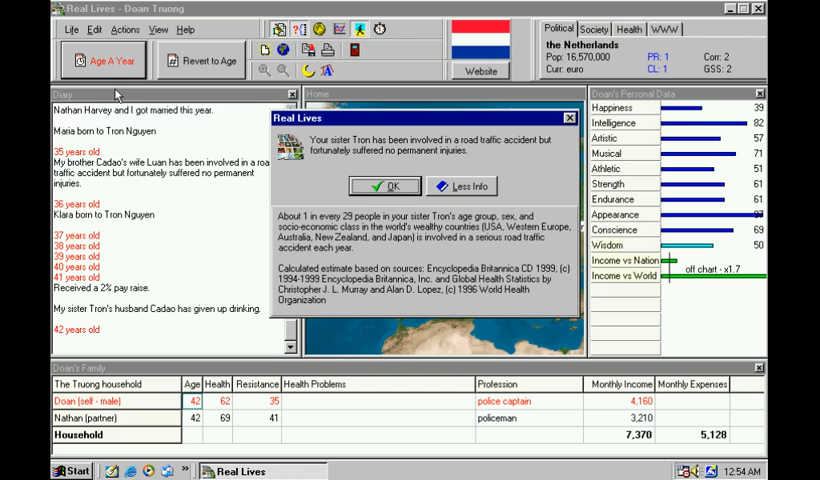 Real Lives - Doan Truong
Life Edit Actions View Help
Age A Year
Revert to Age
Website
Political Society Health WWW
the Netherlands
Pop: 16,570,000 PR: 1 Corr: 2
Curr: euro CL: 1 GSS: 2
Diary
Nathan Harvey and I got married this year.
Maria born to Tron Nguyen
35 years old
My brother Cadao's wife Luan has been involved in a roa
traffic accident but fortunately suffered no permanent
injuries.
36 years old
Klara born to Tron Nguyen
37 years old
38 years old
39 years old
40 years old
41 years old
Received a 2% pay raise.
My sister Tron's husband Cadao has given up drinking.
42 years old
Home
Real Lives
Your sister Tron has been involved in a road traffic accident but
fortunately suffered no permanent injuries.
OK
Less Info
About 1 in every 29 people in your sister Tron's age group, sex, and
socio-economic class in the world's wealthy countries (USA, Western Europe,
Australia, New Zealand, and Japan) is involved in a serious road traffic
accident each year.
Calculated estimate based on sources: Encyclopedia Britannica CD 1999, (c)
1994-1999 Encyclopedia Britannica, Inc. and Global Health Statistics by
Christopher J. L. Murray and Alan D. Lopez, (c) 1996 World Health
Organization
Doan's Personal Data
Happiness 39
Intelligence 82
Artistic 57
Musical 71
Athletic 51
Strength 61
Endurance 61
Appearance
Conscience 69
Wisdom 50
Income vs Nation
Income vs World
off chart - x1.7
Doan's Family
The Truong household Age Health Resistance Health Problems Profession Monthly Income Monthly Expenses
Doan (self - male) 42 62 35 police captain 4,160
Nathan (partner) 42 69 41 policeman 3,210
Household 7,370 5,128
Start
Real Lives
12:54 AM